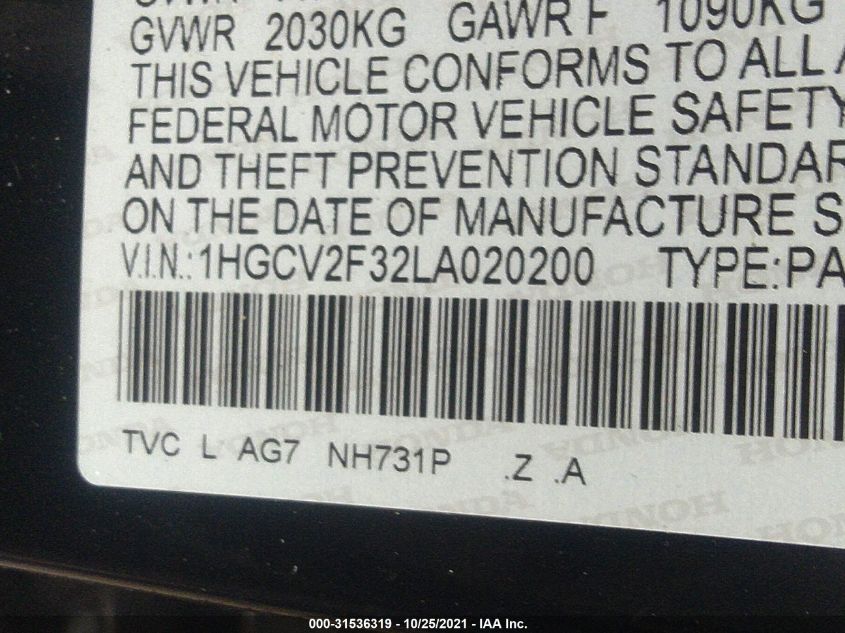 GVWR 2030KG GAWR F 1090KG
THIS VEHICLE CONFORMS TO ALL
FEDERAL MOTOR VEHICLE SAFETY
AND THEFT PREVENTION STANDAR
ON THE DATE OF MANUFACTURE S
V.I.N.:1HGCV2F32LA020200 TYPE:PA
TVC L AG7 NH731P .Z .A
HONDA
000-31536319 - 10/25/2021 - IAA Inc.